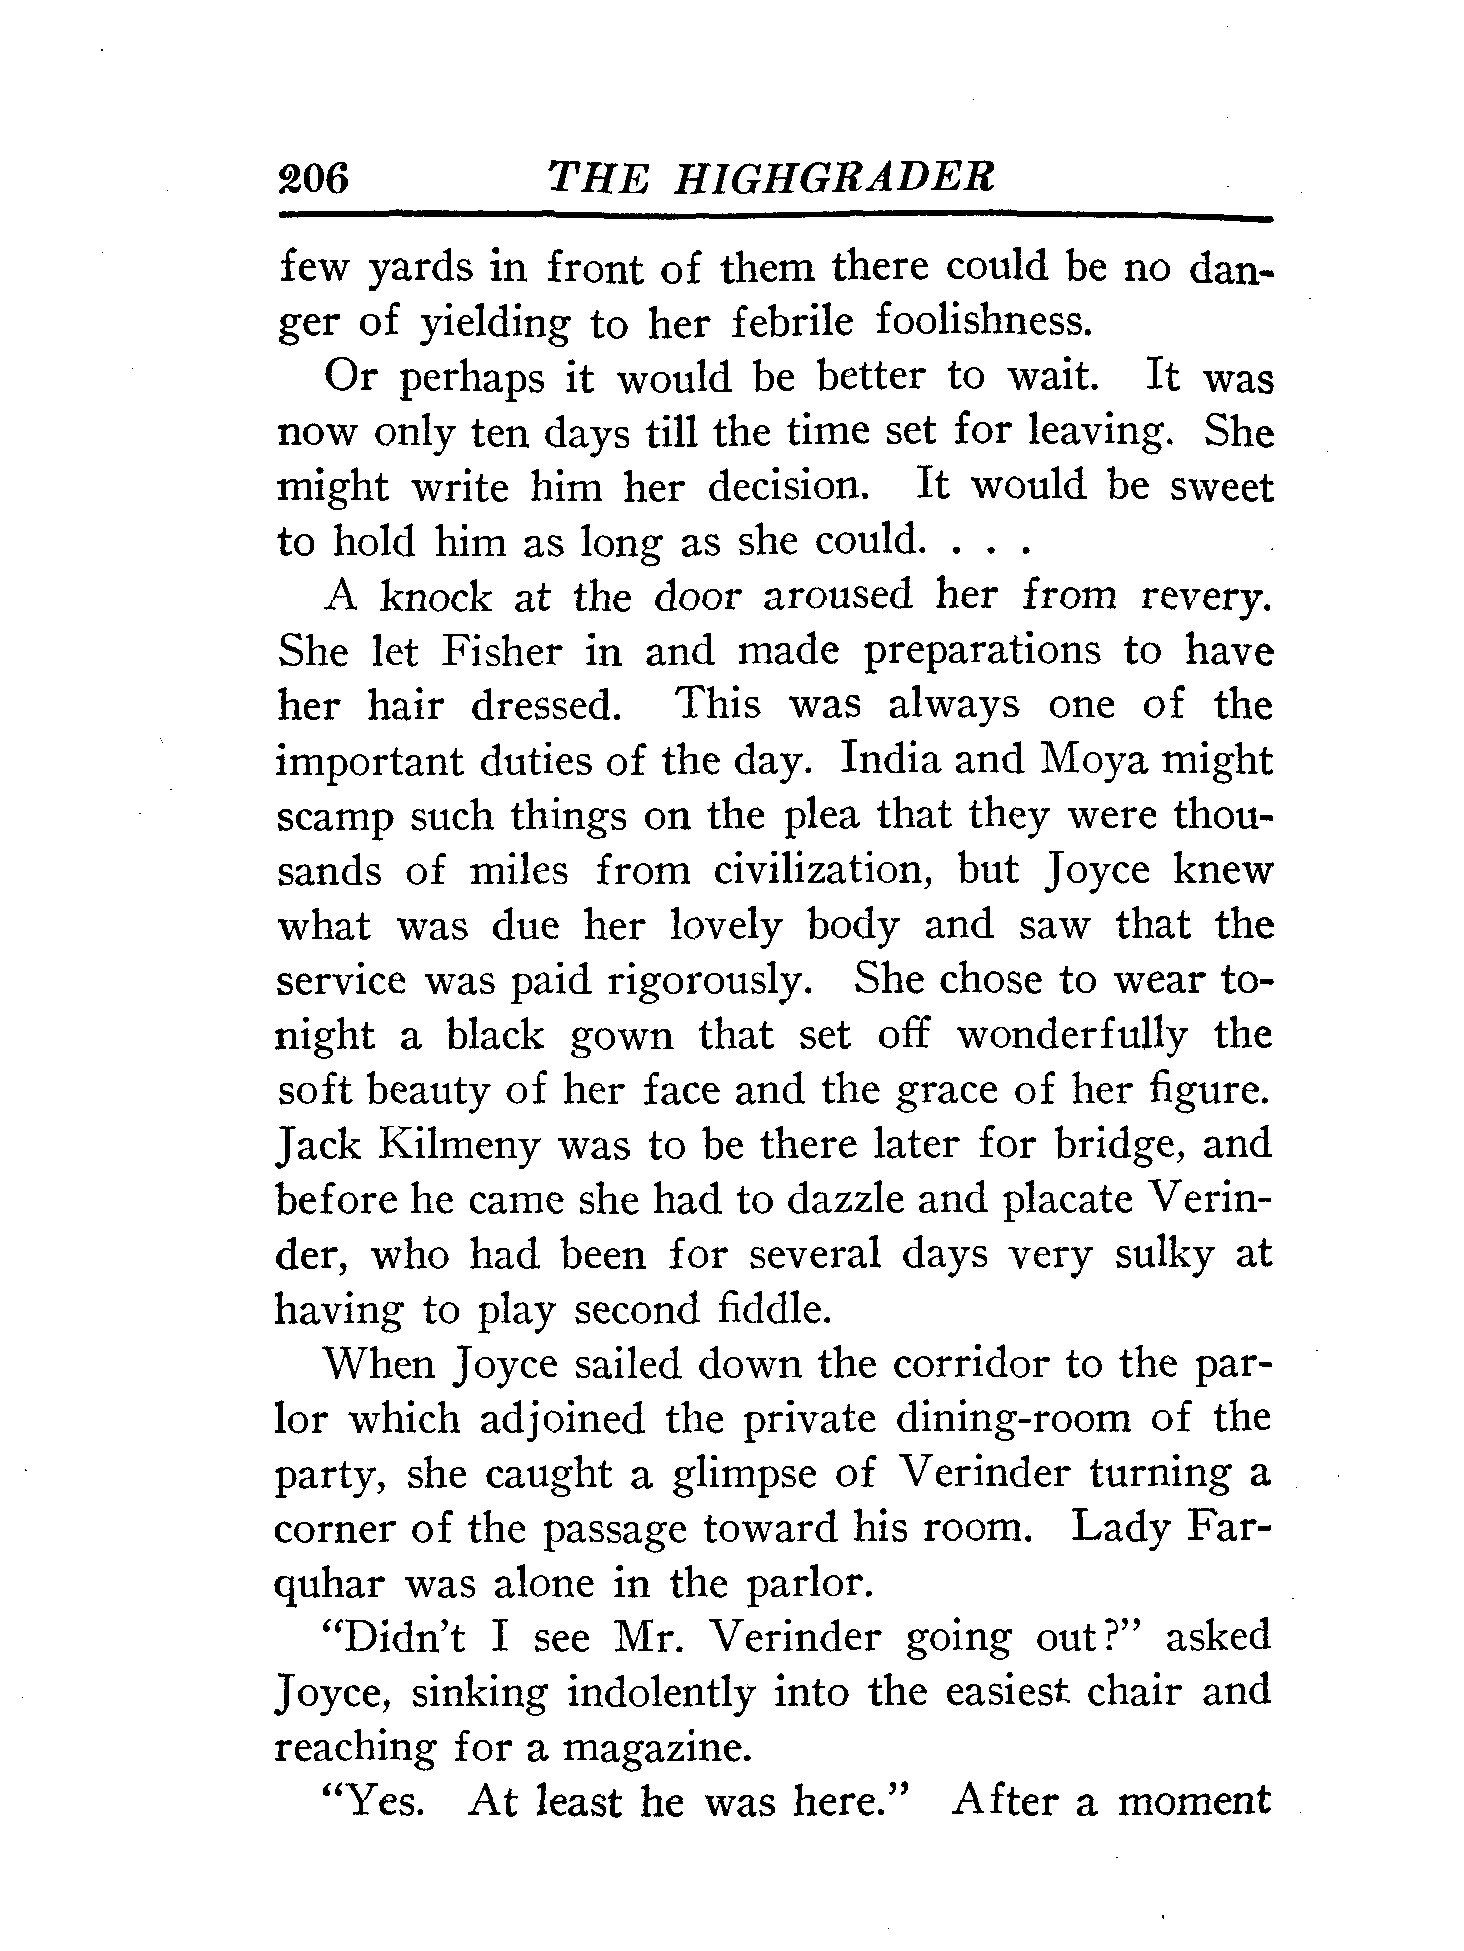 206 THE HIGHGRADER
few yards in front of them there could be no dan-
ger of yielding to her febrile foolishness.
Or perhaps it would be better to wait. It was
now only ten days till the time set for leaving. She
might write him her decision. It would be sweet
to hold him as long as she could. . . .
A knock at the door aroused her from revery.
She let Fisher in and made preparations to have
her hair dressed. This was always one of the
important duties of the day. India and Moya might
scamp such things on the plea that they were thou-
sands of miles from civilization, but Joyce knew
what was due her lovely body and saw that the
service was paid rigorously. She chose to wear to-
night a black gown that set off wonderfully the
soft beauty of her face and the grace of her figure.
Jack Kilmeny was to be there later for bridge, and
before he came she had to dazzle and placate Verin-
der, who had been for several days very sulky at
having to play second fiddle.
When Joyce sailed down the corridor to the par-
lor which adjoined the private dining-room of the
party, she caught a glimpse of Verinder turning a
corner of the passage toward his room. Lady Far-
quhar was alone in the parlor.
“Didn’t I see Mr. Verinder going out?” asked
Joyce, sinking indolently into the easiest chair and
reaching for a magazine.
“Yes. At least he was here.” After a moment